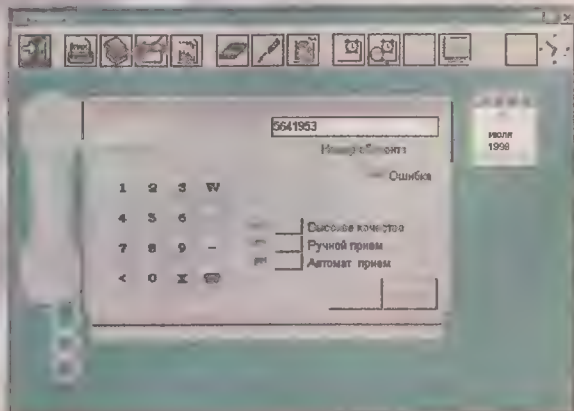 5641953
Номер абонента
Ошибка
июля
1998
1 2 3 W
4 5 6
7 8 9 -
< 0 X
Высокое качество
Ручной прием
Автомат прием